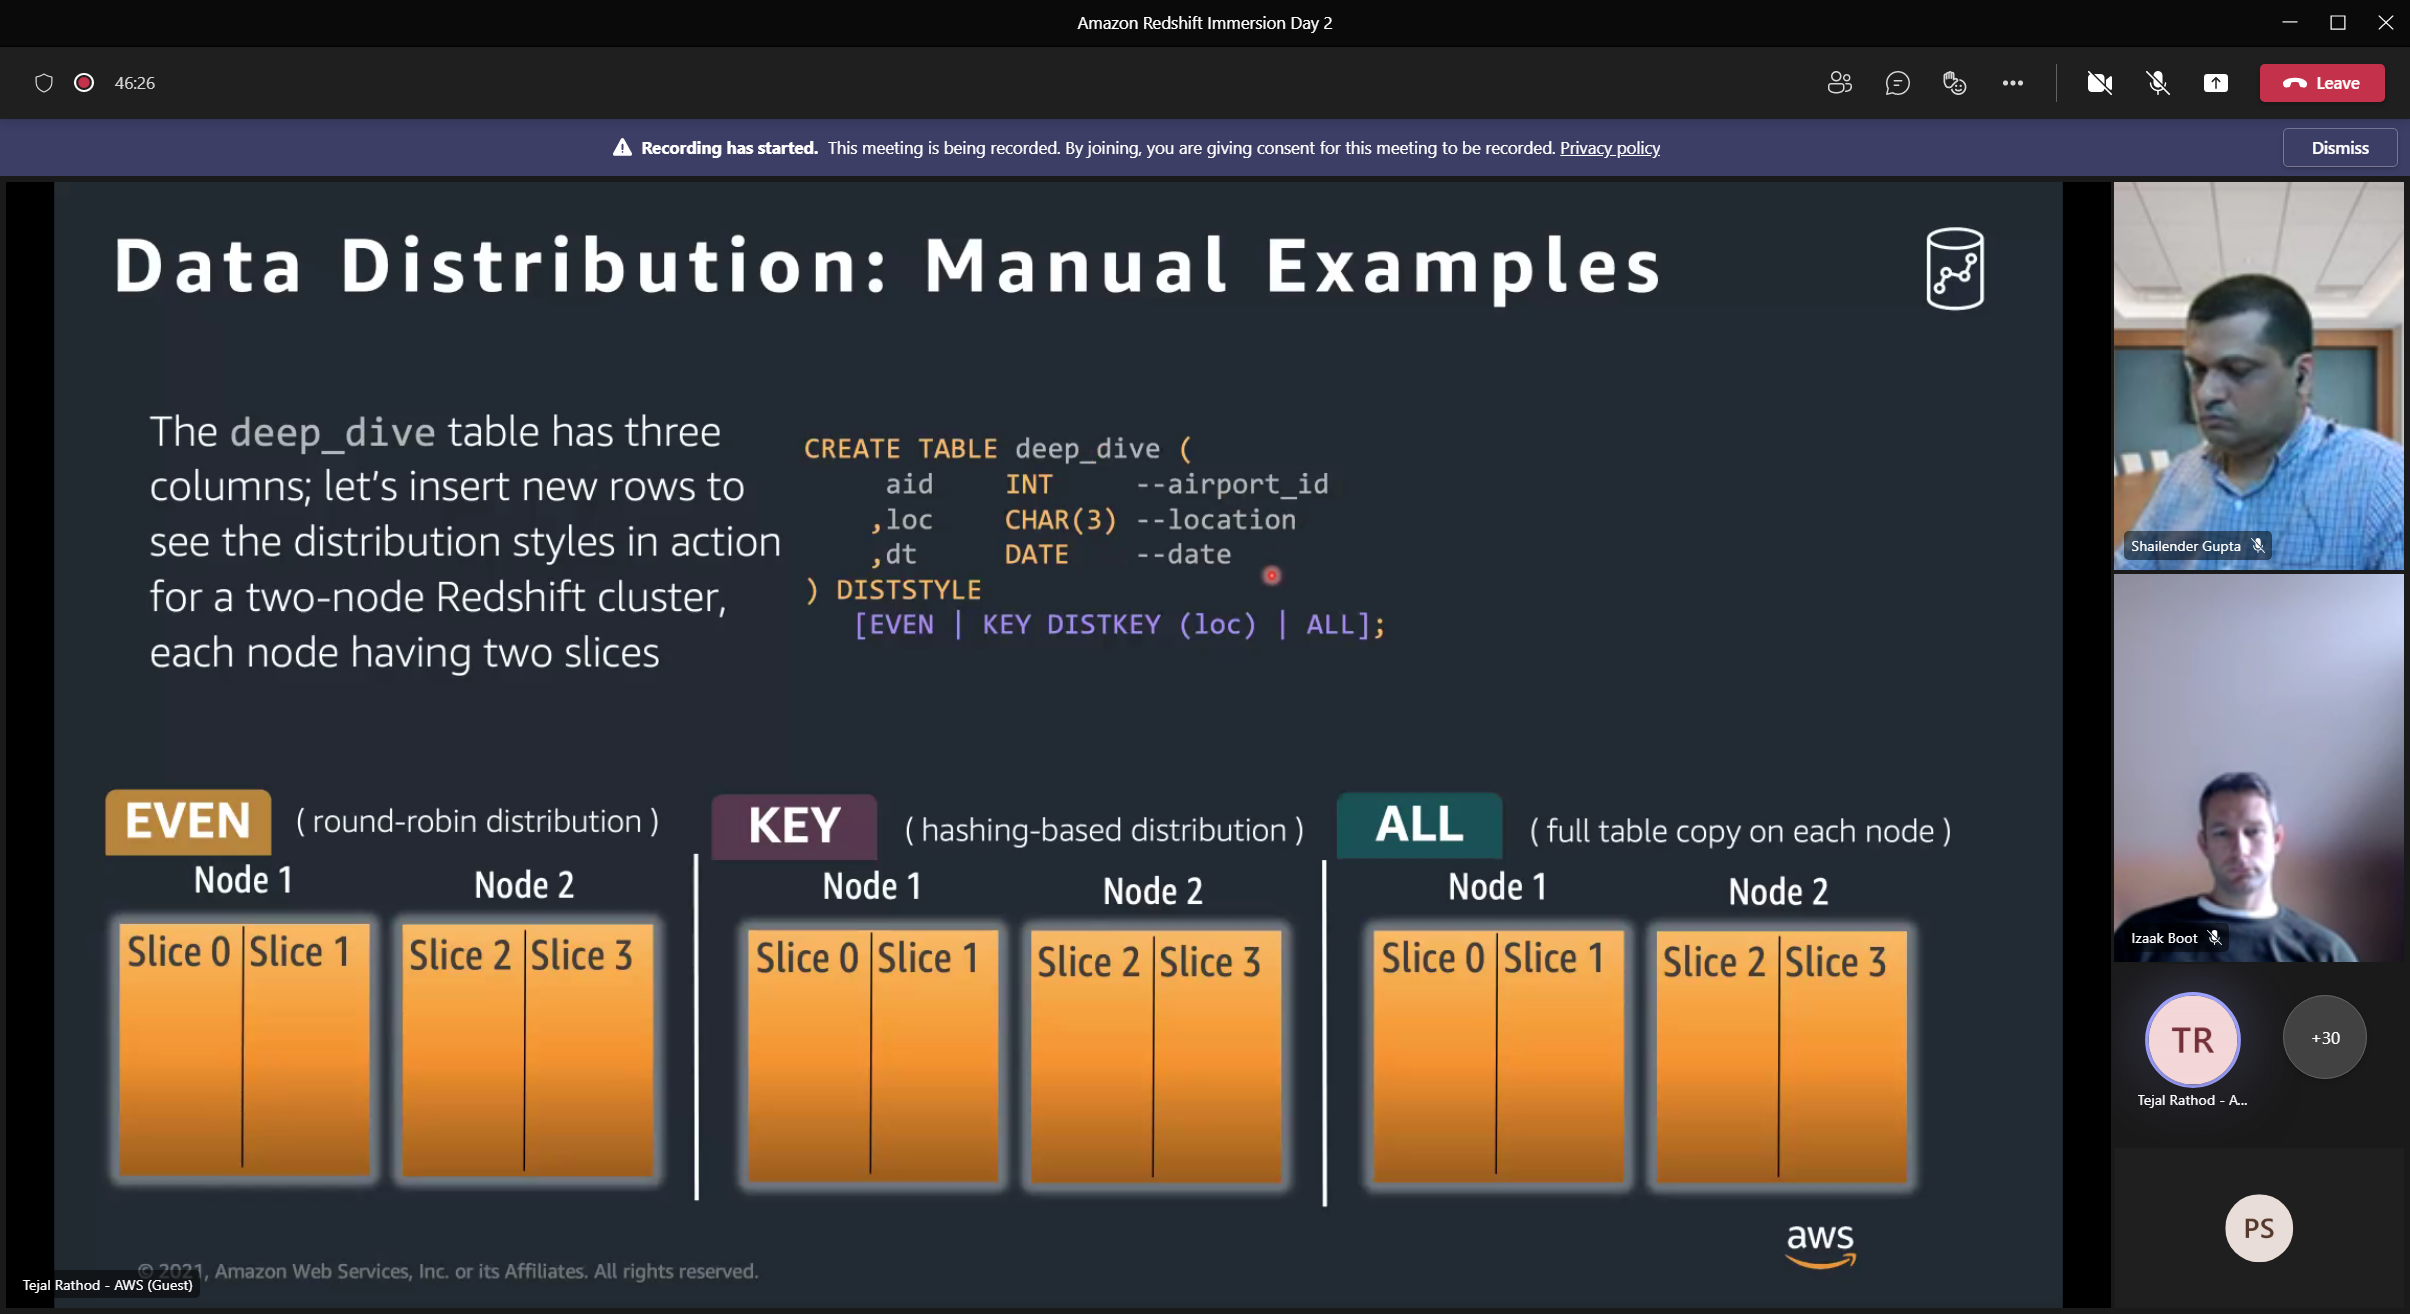 Amazon Redshift Immersion Day 2
46:26
Leave
Recording has started. This meeting is being recorded. By joining, you are giving consent for this meeting to be recorded. Privacy policy
Dismiss
Data Distribution: Manual Examples
The deep_dive table has three
columns; let's insert new rows to
see the distribution styles in action
for a two-node Redshift cluster,
each node having two slices
CREATE TABLE deep_dive (
aid INT --airport_id
,loc CHAR(3) --location
,dt DATE --date
) DISTSTYLE
[EVEN | KEY DISTKEY (loc) | ALL];
EVEN ( round-robin distribution )
Node 1 Node 2
Slice 0 Slice 1 Slice 2 Slice 3
KEY ( hashing-based distribution )
Node 1 Node 2
Slice 0 Slice 1 Slice 2 Slice 3
ALL ( full table copy on each node )
Node 1 Node 2
Slice 0 Slice 1 Slice 2 Slice 3
aws
© 2021, Amazon Web Services, Inc. or its Affiliates. All rights reserved.
Tejal Rathod - AWS (Guest)
Shailender Gupta
Izaak Boot
TR
+30
Tejal Rathod - A...
PS